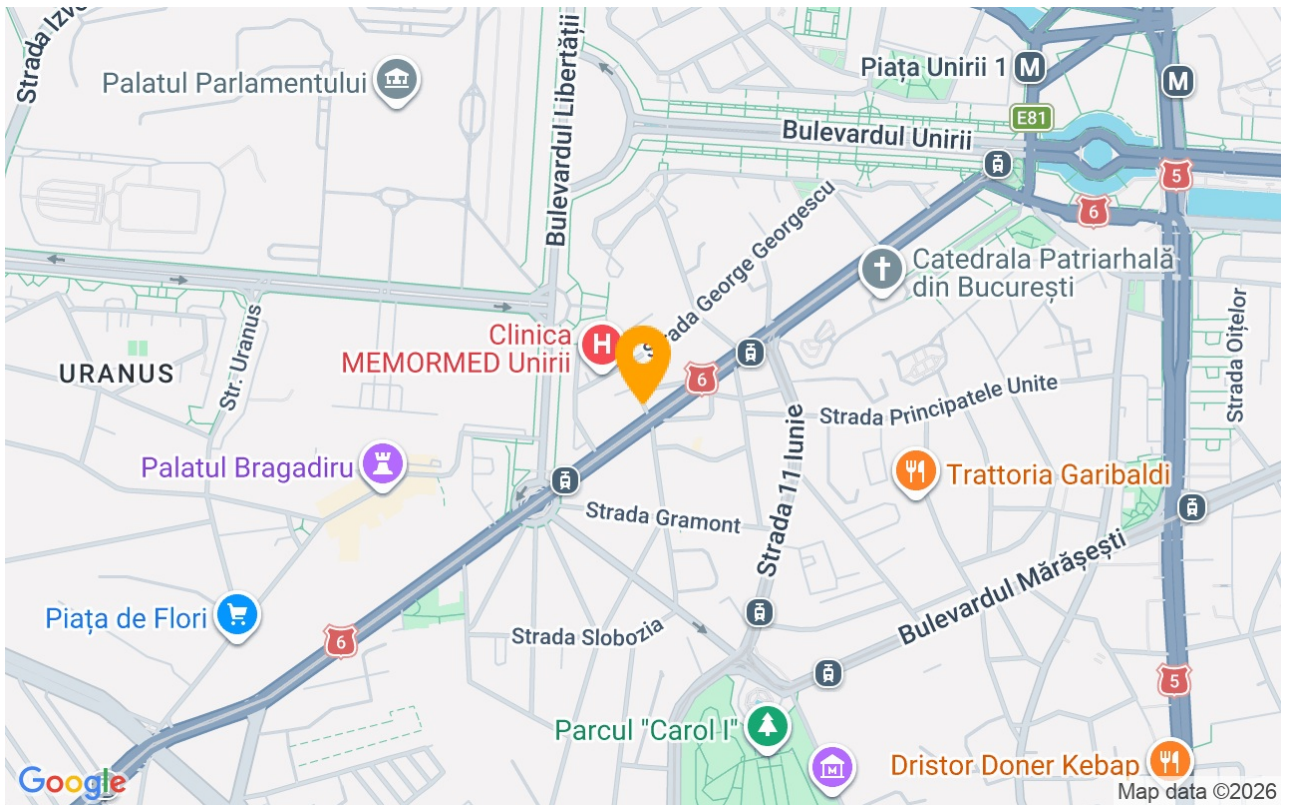 Strada Izvo
Palatul Parlamentului
Bulevardul Libertății
Piața Unirii 1
M
M
E81
Bulevardul Unirii
5
6
Strada George Georgescu
Catedrala Patriarhală
din București
Clinica
MEMORMED Unirii
H
URANUS
Str. Uranus
6
Strada Oițelor
Strada Principatele Unite
Palatul Bragadiru
Trattoria Garibaldi
Strada 11 Iunie
Strada Gramont
Bulevardul Mărășești
Piața de Flori
6
Strada Slobozia
5
Parcul "Carol I"
M
Dristor Doner Kebap
Google
Map data ©2026